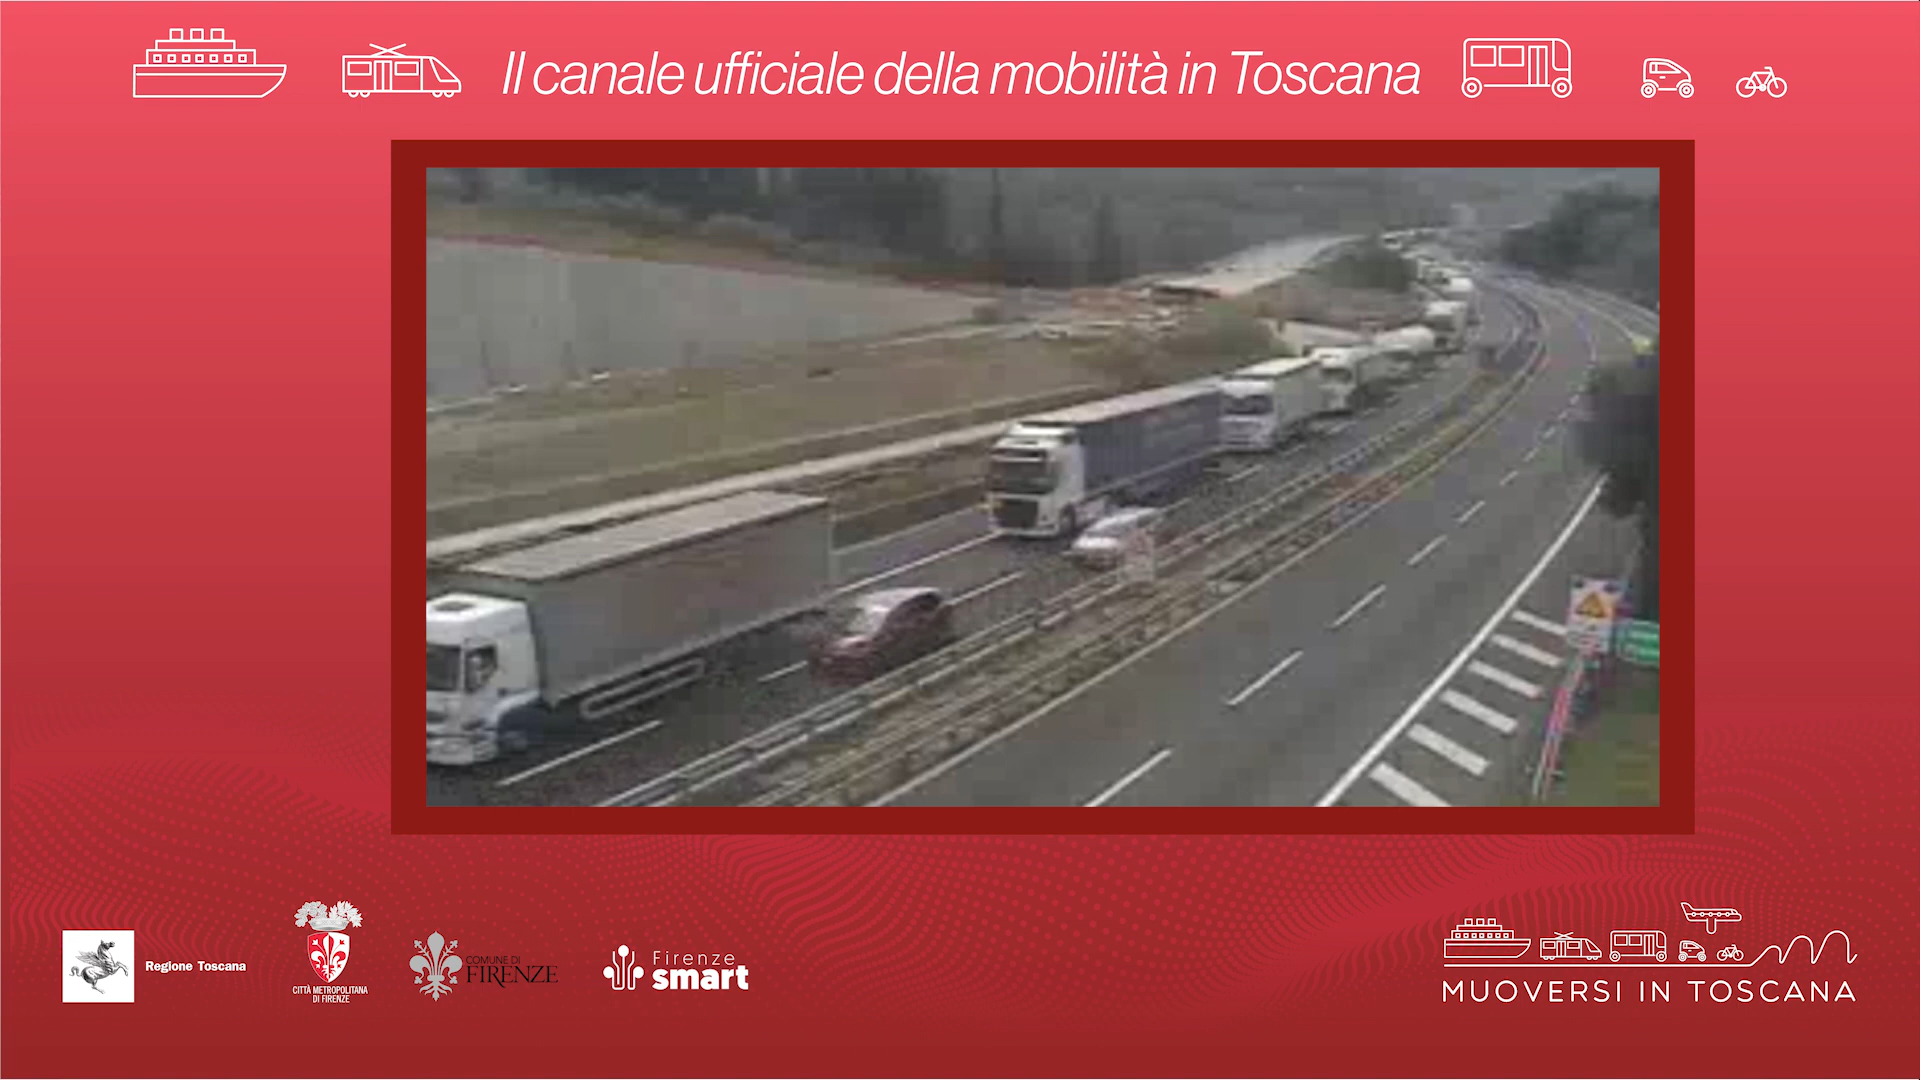 Il canale ufficiale della mobilità in Toscana
Regione Toscana
CITTÀ METROPOLITANA
DI FIRENZE
COMUNE DI
FIRENZE
Firenze
smart
MUOVERSI IN TOSCANA